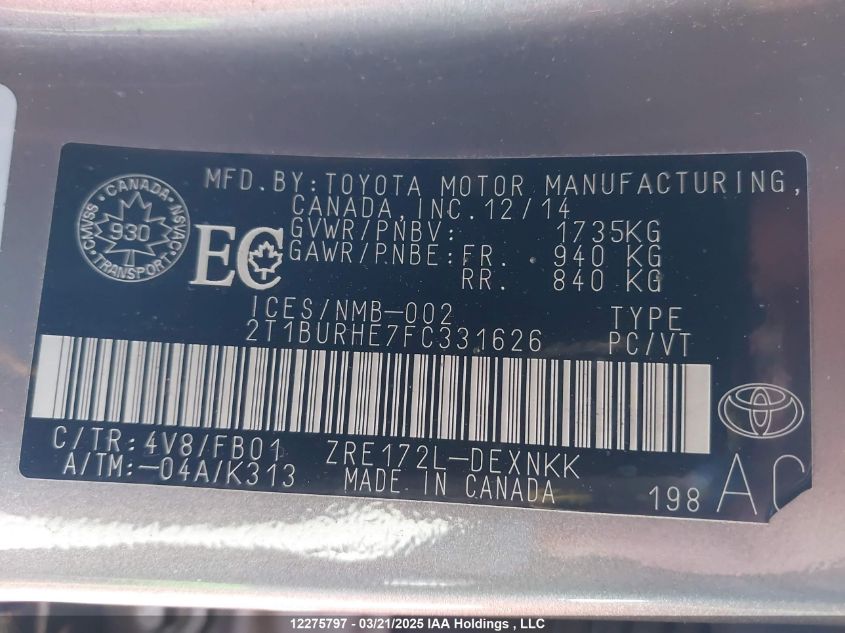 MFD.BY:TOYOTA MOTOR MANUFACTURING,
CANADA, INC. 12/14
GVWR/PNBV: 1735KG
GAWR/PNBE: FR. 940 KG
RR. 840 KG
CANADA
CMVSS 930 NSVAC
TRANSPORT
EC
ICES/NMB-002 TYPE
2T1BURHE7FC331626 PC/VT
C/TR: 4V8/FB01 ZRE172L-DEXNKK
A/TM:-04A/K313 MADE IN CANADA 198 AC
12275797 - 03/21/2025 IAA Holdings , LLC